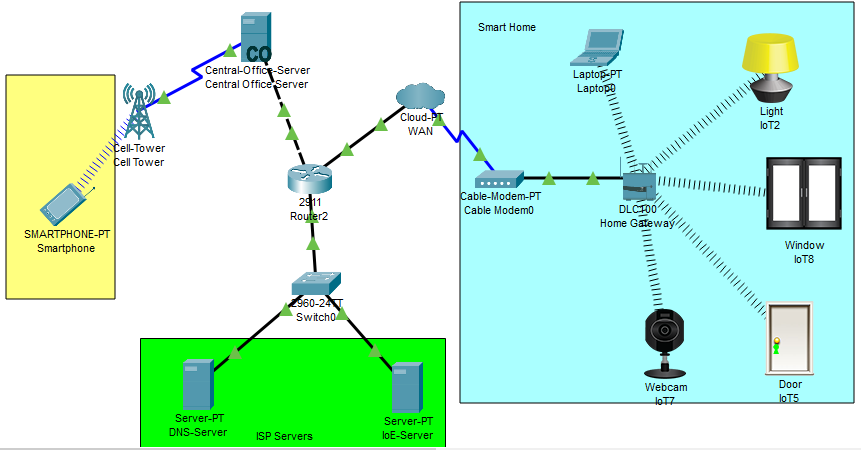 Smart Home
CO
Central-Office-Server
Central Office Server
Laptop-PT
Laptop0
Light
IoT2
Cloud-PT
WAN
Cell-Tower
Cell Tower
2911
Router2
Cable-Modem-PT
Cable Modem0
DLC100
Home Gateway
SMARTPHONE-PT
Smartphone
Window
IoT8
2960-24TT
Switch0
Webcam
IoT7
Door
IoT5
Server-PT
DNS-Server
Server-PT
IoE-Server
ISP Servers